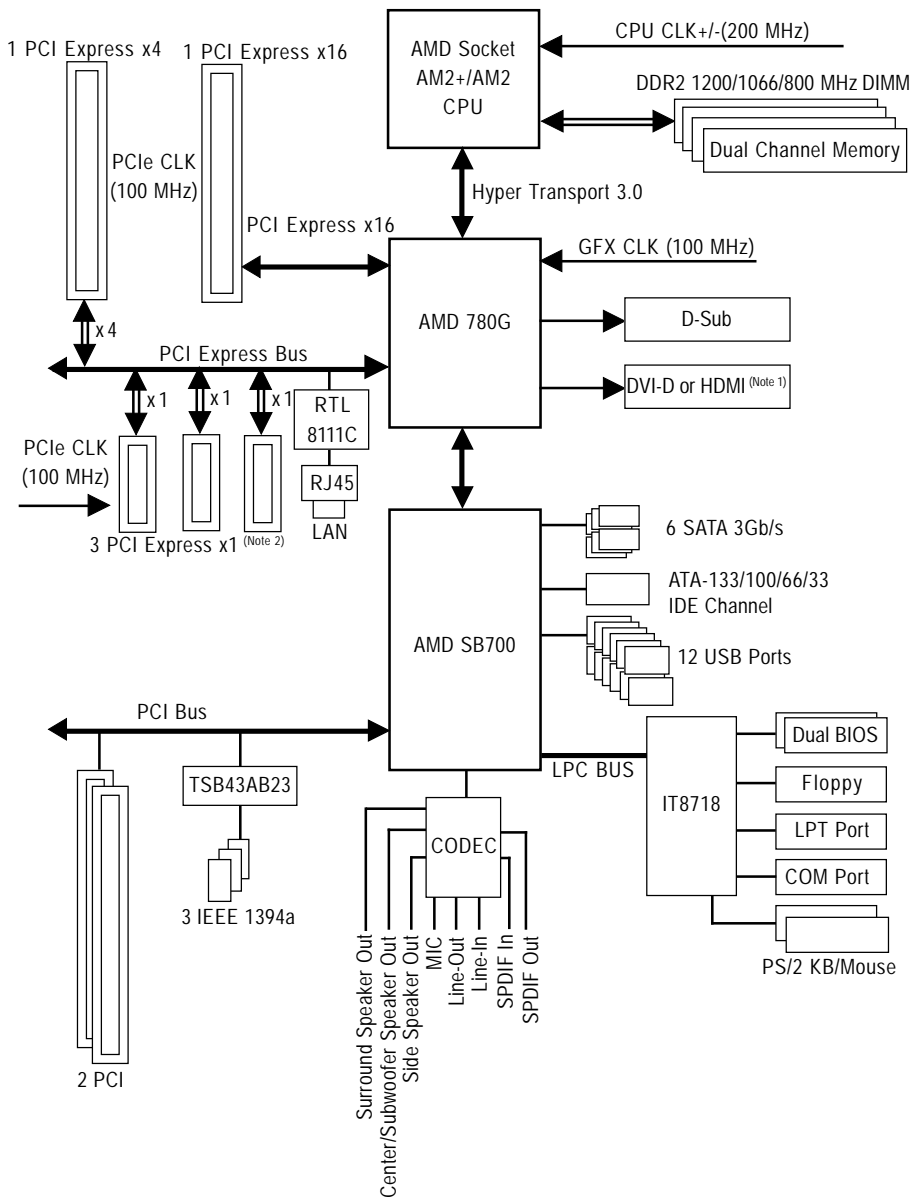 1 PCI Express x4
1 PCI Express x16
AMD Socket
AM2+/AM2
CPU
CPU CLK+/-(200 MHz)
DDR2 1200/1066/800 MHz DIMM
Dual Channel Memory
PCIe CLK
(100 MHz)
Hyper Transport 3.0
PCI Express x16
GFX CLK (100 MHz)
AMD 780G
D-Sub
x4
PCI Express Bus
DVI-D or HDMI (Note 1)
x1
x1
x1
RTL
8111C
PCIe CLK
(100 MHz)
RJ45
LAN
3 PCI Express x1 (Note 2)
6 SATA 3Gb/s
ATA-133/100/66/33
IDE Channel
AMD SB700
12 USB Ports
PCI Bus
LPC BUS
Dual BIOS
TSB43AB23
IT8718
Floppy
CODEC
LPT Port
COM Port
3 IEEE 1394a
PS/2 KB/Mouse
2 PCI
Surround Speaker Out
Center/Subwoofer Speaker Out
Side Speaker Out
MIC
Line-Out
Line-In
SPDIF In
SPDIF Out